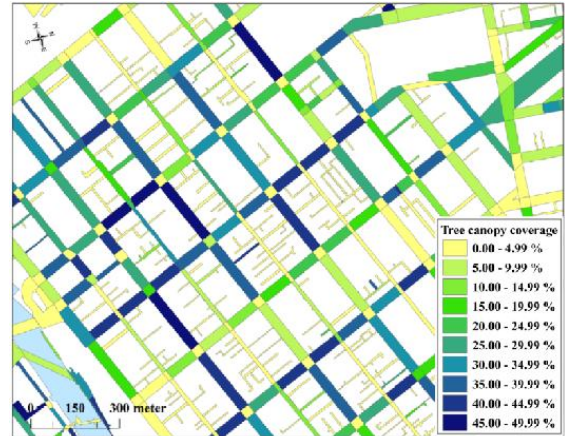 Tree canopy coverage
0.00 - 4.99 %
5.00 - 9.99 %
10.00 - 14.99 %
15.00 - 19.99 %
20.00 - 24.99 %
25.00 - 29.99 %
30.00 - 34.99 %
35.00 - 39.99 %
40.00 - 44.99 %
45.00 - 49.99 %
0 150 300 meter